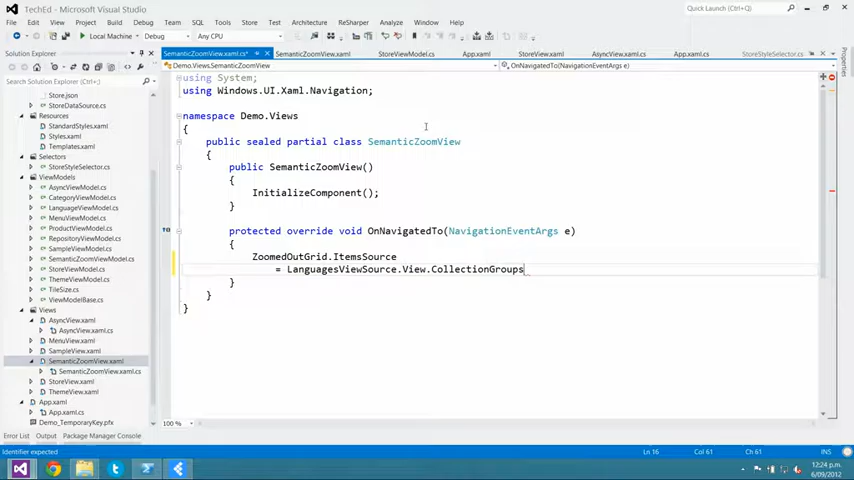 TechEd - Microsoft Visual Studio
Quick Launch (Ctrl+Q)
File Edit View Project Build Debug Team SQL Tools Store Test Architecture ReSharper Analyze Window Help
Local Machine Debug Any CPU
Solution Explorer
SemanticZoomView.xaml.cs* SemanticZoomView.xaml StoreViewModel.cs App.xaml StoreView.xaml AsyncView.xaml.cs App.xaml.cs StoreStyleSelector.cs
Properties
Demo.Views.SemanticZoomView OnNavigatedTo(NavigationEventArgs e)
Search Solution Explorer (Ctrl+;)
Store.json
StoreDataSource.cs
Resources
StandardStyles.xaml
Styles.xaml
Templates.xaml
Selectors
StoreStyleSelector.cs
ViewModels
AsyncViewModel.cs
CategoryViewModel.cs
LanguageViewModel.cs
MenuViewModel.cs
ProductViewModel.cs
RepositoryViewModel.cs
SampleViewModel.cs
SemanticZoomViewModel.cs
StoreViewModel.cs
ThemeViewModel.cs
TileSize.cs
ViewModel.cs
Views
AsyncView.xaml
AsyncView.xaml.cs
MenuView.xaml
SampleView.xaml
SemanticZoomView.xaml
SemanticZoomView.xaml.cs
StoreView.xaml
ThemeView.xaml
App.xaml
App.xaml.cs
Demo_TemporaryKey.pfx
using System;
using Windows.UI.Xaml.Navigation;
namespace Demo.Views
{
public sealed partial class SemanticZoomView
{
public SemanticZoomView()
{
InitializeComponent();
}
protected override void OnNavigatedTo(NavigationEventArgs e)
{
ZoomedOutGrid.ItemsSource
= LanguagesViewSource.View.CollectionGroups
}
}
}
100 %
Error List Output Package Manager Console
Identifier expected Ln 16 Col 61 Ch 61 INS
12:24 p.m.
6/09/2012